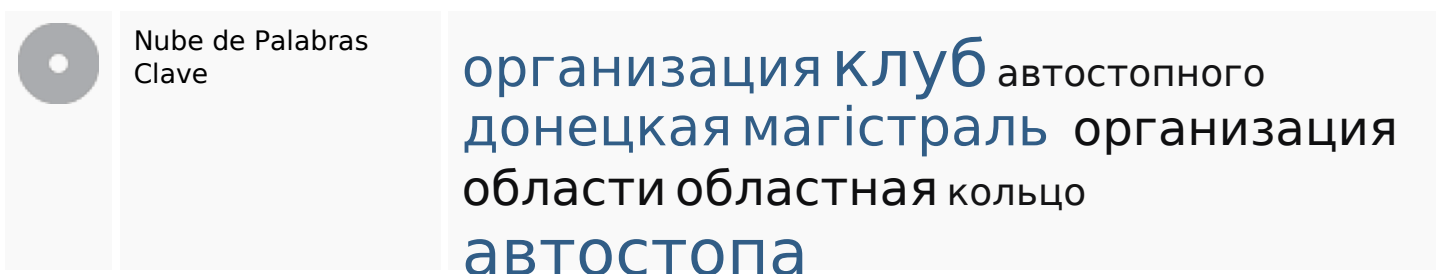 Nube de Palabras
Clave
организация клуб автостопного
донецкая магістраль организация
области областная кольцо
автостопа